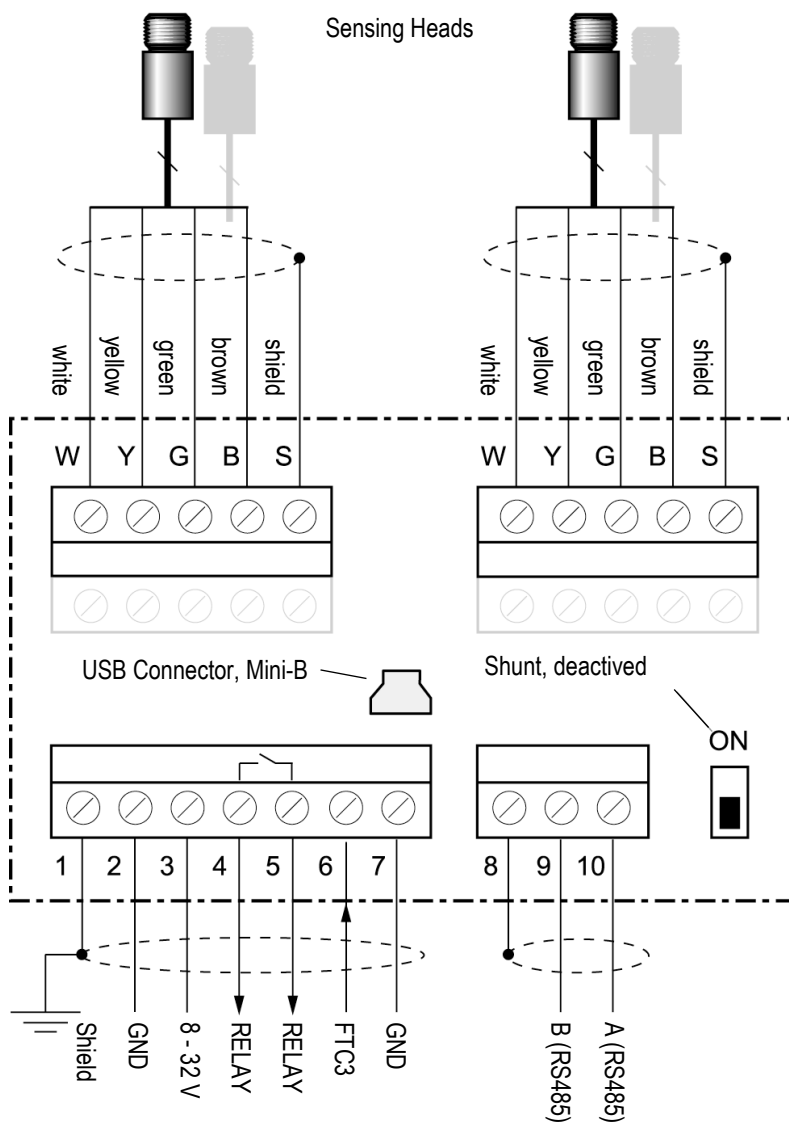 Sensing Heads
white yellow green brown shield
white yellow green brown shield
W Y G B S
W Y G B S
USB Connector, Mini-B
Shunt, deactived
ON
1 2 3 4 5 6 7
8 9 10
Shield
GND
8 - 32 V
RELAY
RELAY
FTC3
GND
B (RS485)
A (RS485)